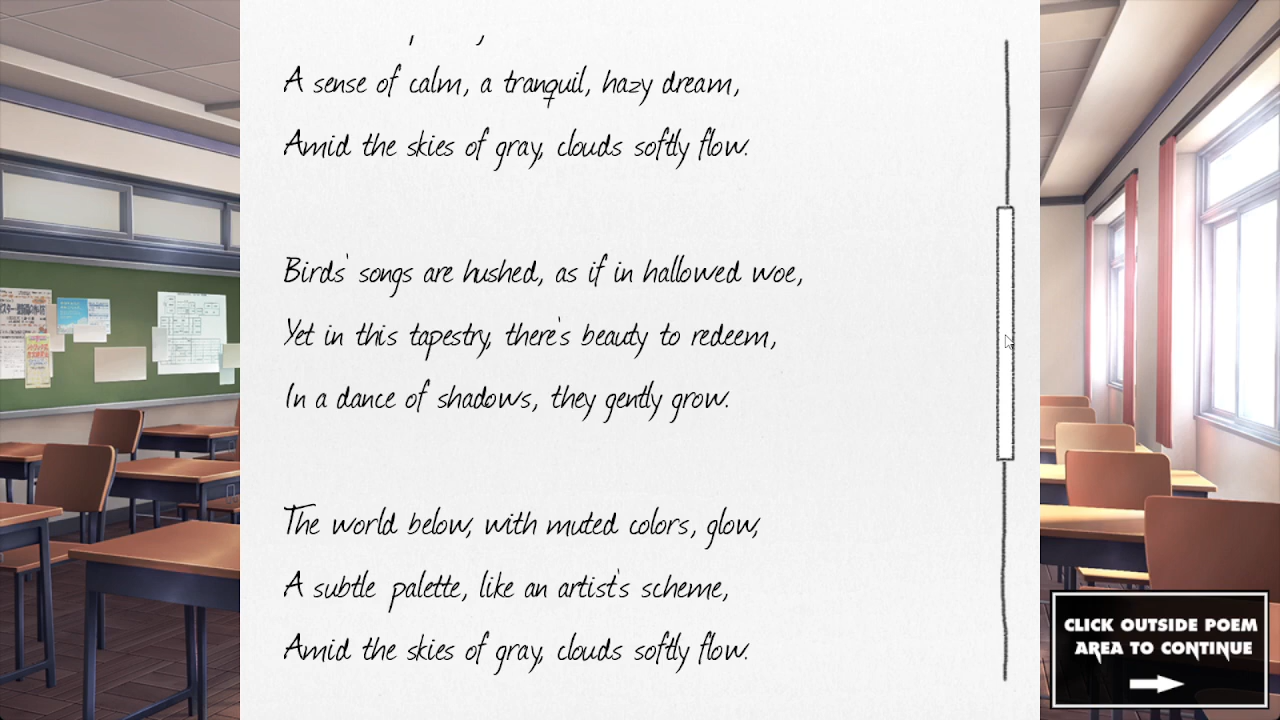 A sense of calm, a tranquil, hazy dream,
Amid the skies of gray, clouds softly flow.
Birds' songs are hushed, as if in hallowed woe,
Yet in this tapestry, there's beauty to redeem,
In a dance of shadows, they gently grow.
The world below, with muted colors, glow,
A subtle palette, like an artist's scheme,
Amid the skies of gray, clouds softly flow.
CLICK OUTSIDE POEM
AREA TO CONTINUE